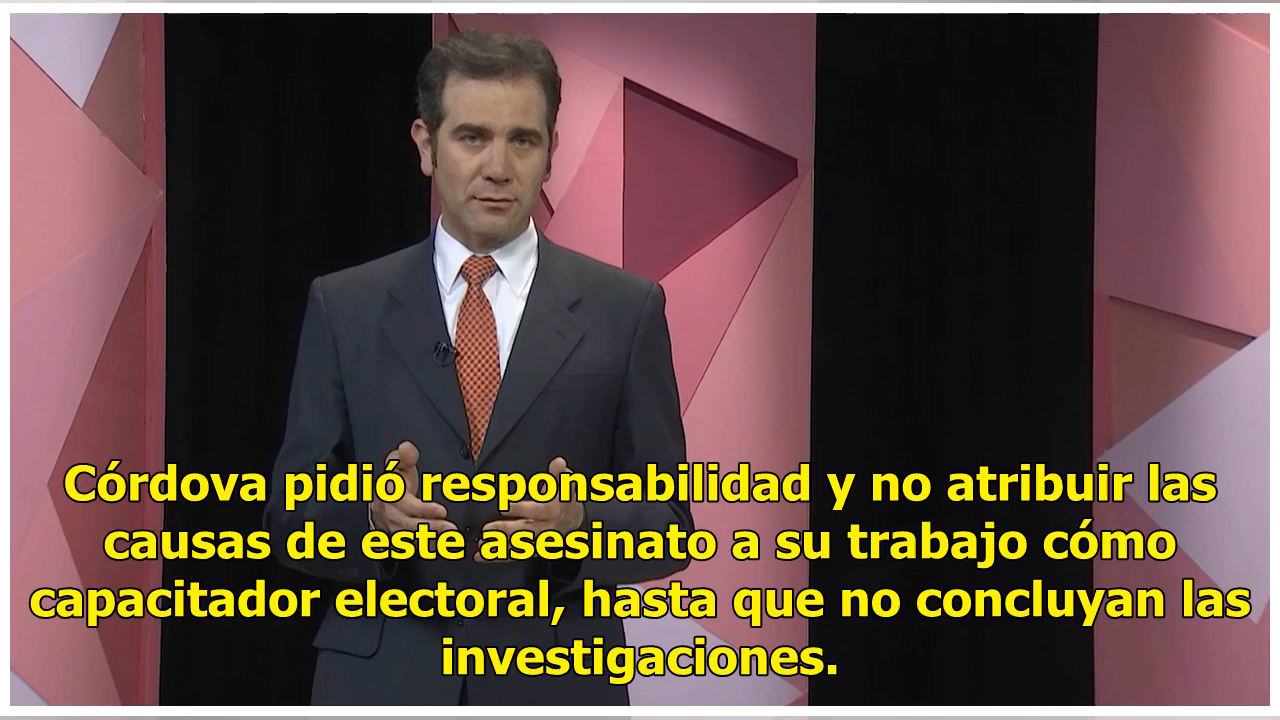 Córdova pidió responsabilidad y no atribuir las
causas de este asesinato a su trabajo cómo
capacitador electoral, hasta que no concluyan las
investigaciones.